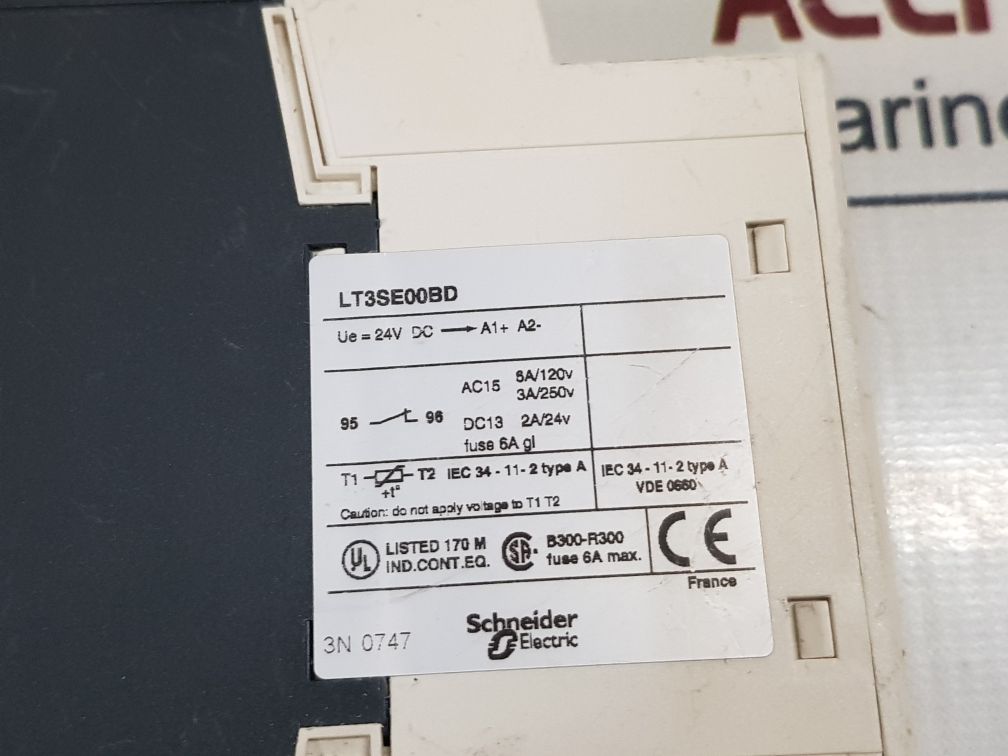 ACCI
arine
LT3SE00BD
Ue = 24V DC → A1+ A2-
95 96
AC15 6A/120v
3A/250v
DC13 2A/24v
fuse 6A gl
T1 T2 IEC 34 - 11- 2 type A
+t°
Caution: do not apply voltage to T1 T2
IEC 34 - 11- 2 type A
VDE 0660
UL LISTED 170 M
IND.CONT.EQ.
SA B300-R300
fuse 6A max.
CE
France
3N 0747
Schneider
Electric